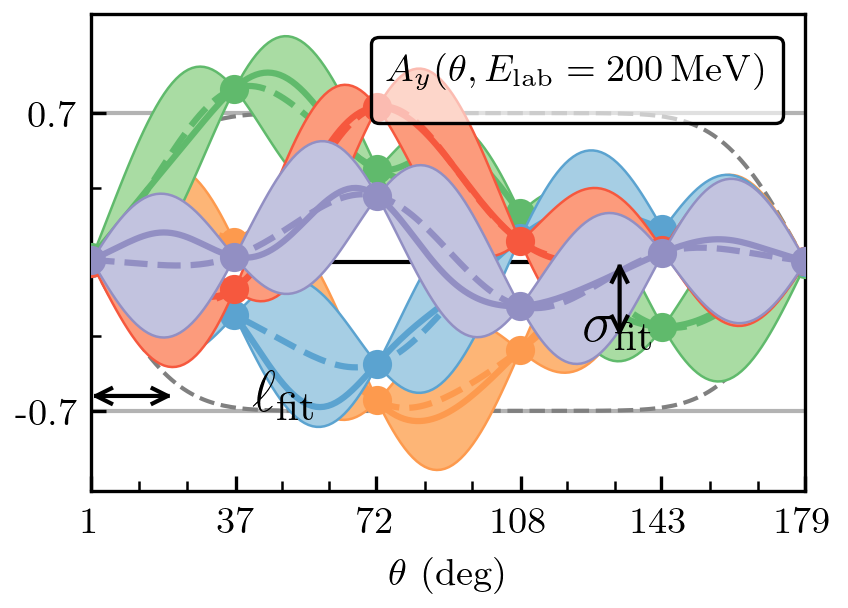 A_y(θ, E_lab = 200 MeV)
0.7
-0.7
σ_fit
ℓ_fit
1 37 72 108 143 179
θ (deg)